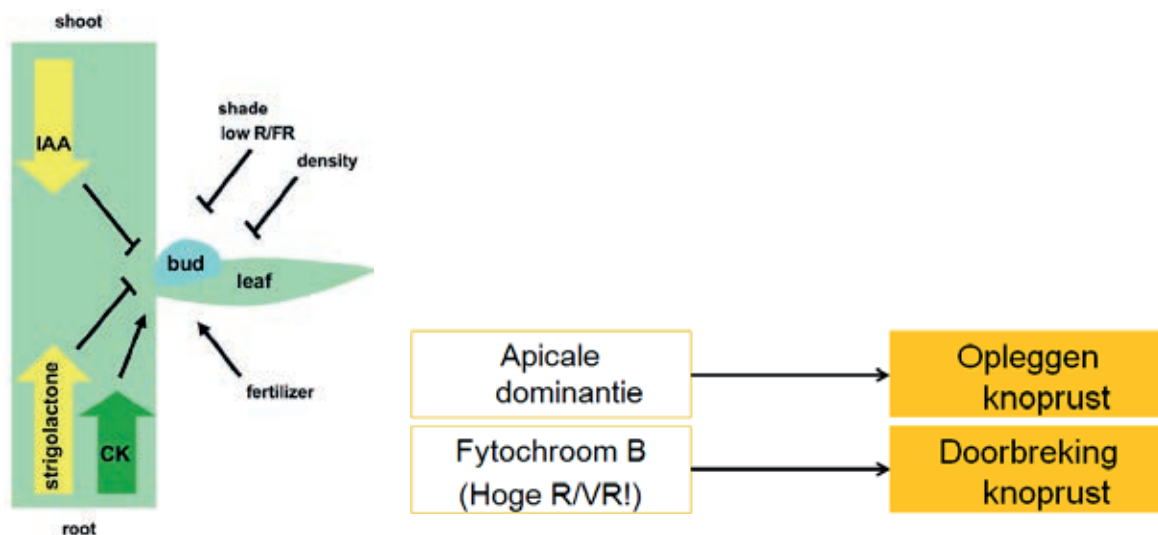 shoot
IAA
shade
low R/FR
density
bud
leaf
strigolactone
CK
fertilizer
root
Apicale
dominantie
Opleggen
knoprust
Fytochroom B
(Hoge R/VR!)
Doorbreking
knoprust